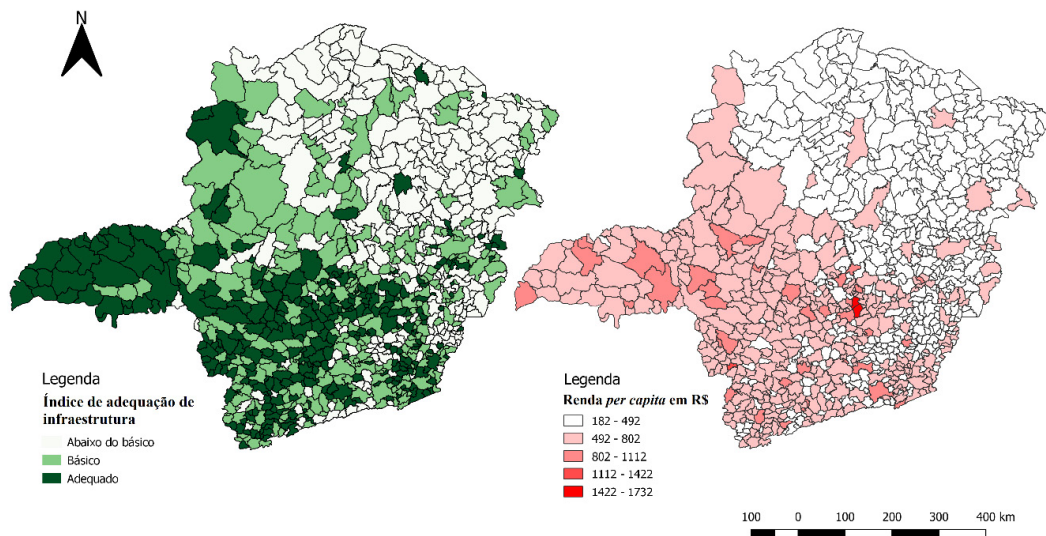 N
Legenda
Índice de adequação de
infraestrutura
Abaixo do básico
Básico
Adequado
Legenda
Renda per capita em R$
182 - 492
492 - 802
802 - 1112
1112 - 1422
1422 - 1732
100 0 100 200 300 400 km